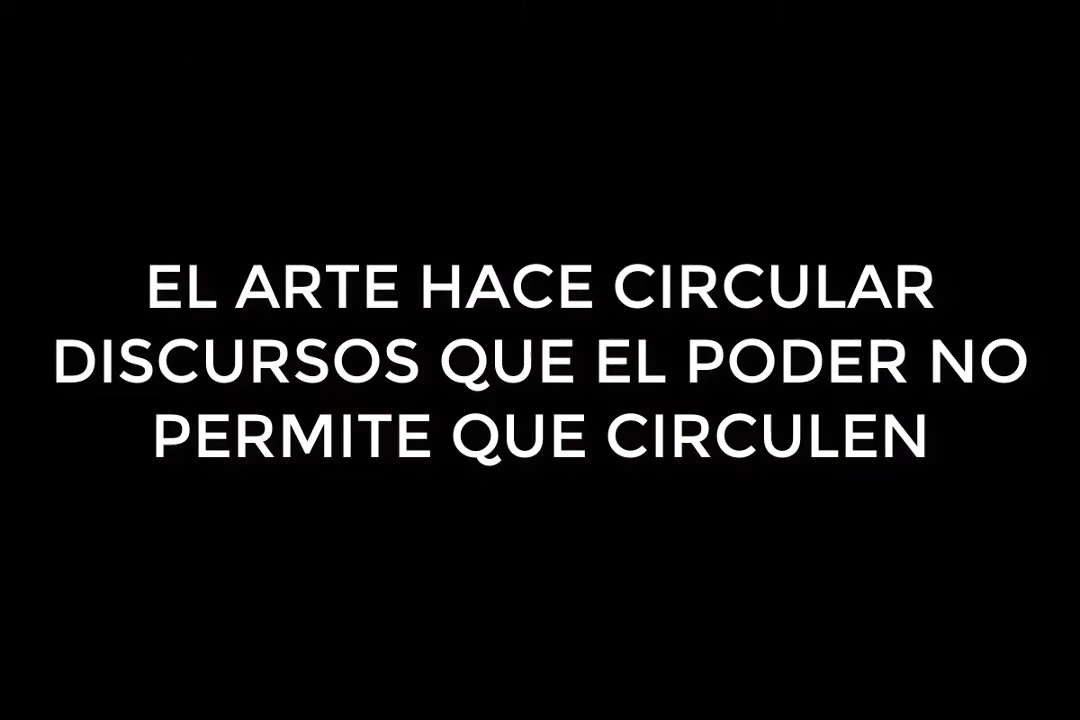 EL ARTE HACE CIRCULAR
DISCURSOS QUE EL PODER NO
PERMITE QUE CIRCULEN